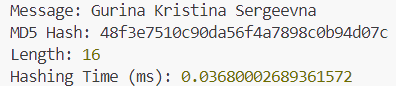 Message: Gurina Kristina Sergeevna
MD5 Hash: 48f3e7510c90da56f4a7898c0b94d07c
Length: 16
Hashing Time (ms): 0.03680002689361572